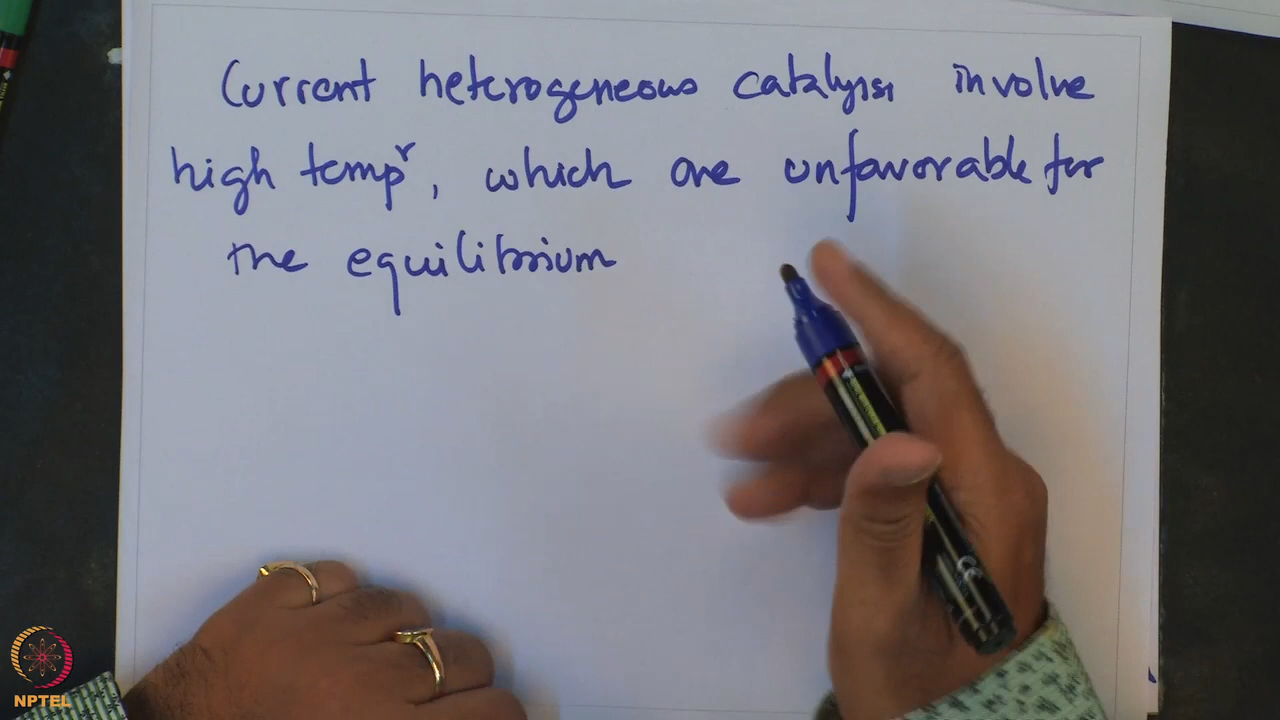 Current heterogeneous catalysis involve
high tempr, which are unfavorable for
the equilibrium
NPTEL